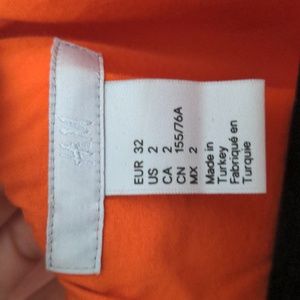 H&M
EUR 32
US 2
CA 2
CN 155/76A
MX 2
Made in
Turkey
Fabriqué en
Turquie